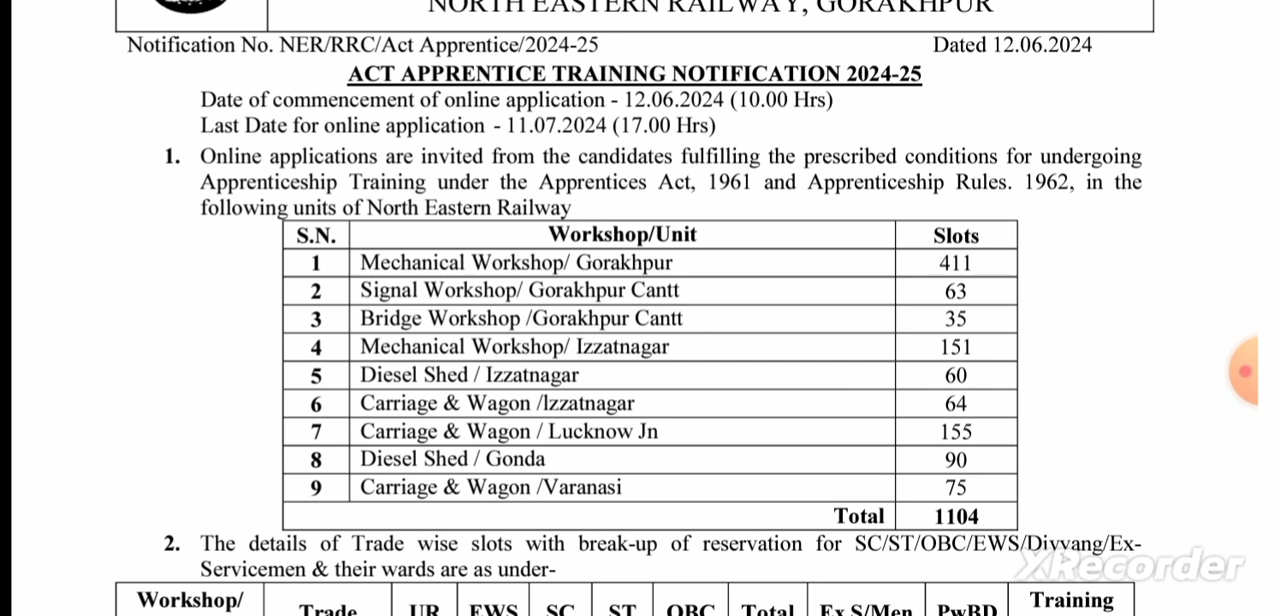 NORTH EASTERN RAILWAY, GORAKHPUR
Notification No. NER/RRC/Act Apprentice/2024-25 Dated 12.06.2024
ACT APPRENTICE TRAINING NOTIFICATION 2024-25
Date of commencement of online application - 12.06.2024 (10.00 Hrs)
Last Date for online application - 11.07.2024 (17.00 Hrs)
1. Online applications are invited from the candidates fulfilling the prescribed conditions for undergoing
Apprenticeship Training under the Apprentices Act, 1961 and Apprenticeship Rules. 1962, in the
following units of North Eastern Railway
S.N. Workshop/Unit Slots
1 Mechanical Workshop/ Gorakhpur 411
2 Signal Workshop/ Gorakhpur Cantt 63
3 Bridge Workshop /Gorakhpur Cantt 35
4 Mechanical Workshop/ Izzatnagar 151
5 Diesel Shed / Izzatnagar 60
6 Carriage & Wagon /Izzatnagar 64
7 Carriage & Wagon / Lucknow Jn 155
8 Diesel Shed / Gonda 90
9 Carriage & Wagon /Varanasi 75
Total 1104
2. The details of Trade wise slots with break-up of reservation for SC/ST/OBC/EWS/Divyang/Ex-
Servicemen & their wards are as under-
XRecorder
Workshop/ Trade UR EWS SC ST OBC Total Ex S/Men PwBD Training